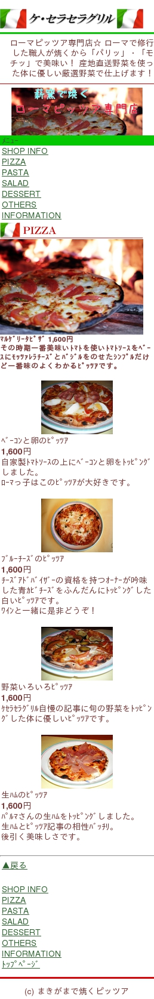 ケ・セラセラグリル
ローマピッツア専門店☆ ローマで修行
した職人が焼くから「パリッ」・「モ
チッ」で美味い！ 産地直送野菜を使っ
た体に優しい厳選野菜で仕上げます！
薪窯で焼く
ローマピッツァ専門店
ﾒﾆｭｰ
SHOP INFO
PIZZA
PASTA
SALAD
DESSERT
OTHERS
INFORMATION
PIZZA
ﾏﾙｹﾞﾘｰﾀﾋﾟｻﾞ 1,600円
その時期一番美味いﾄﾏﾄを使いﾄﾏﾄｿｰｽをﾍﾞｰ
ｽにﾓｯﾂｧﾚﾗﾁｰｽﾞとﾊﾞｼﾞﾙをのせたｼﾝﾌﾟﾙだけ
ど一番味のよくわかるﾋﾟｯﾂｱです。
ﾍﾞｰｺﾝと卵のﾋﾟｯﾂｱ
1,600円
自家製ﾄﾏﾄｿｰｽの上にﾍﾞｰｺﾝと卵をﾄｯﾋﾟﾝｸﾞ
しました。
ﾛｰﾏっ子はこのﾋﾟｯﾂｱが大好きです。
ﾌﾞﾙｰﾁｰｽﾞのﾋﾟｯﾂｱ
1,600円
ﾁｰｽﾞｱﾄﾞﾊﾞｲｻﾞｰの資格を持つｵｰﾅｰが吟味
した青ｶﾋﾞﾁｰｽﾞをふんだんにﾄｯﾋﾟﾝｸﾞした
白いﾋﾟｯﾂｱです。
ﾜｲﾝと一緒に是非どうぞ！
野菜いろいろﾋﾟｯﾂｱ
1,600円
ｹｾﾗｾﾗｸﾞﾘﾙ自慢の記事に旬の野菜をﾄｯﾋﾟﾝ
ｸﾞした体に優しいﾋﾟｯﾂｱです。
生ﾊﾑのﾋﾟｯﾂｱ
1,600円
ﾊﾟﾙﾏさんの生ﾊﾑをﾄｯﾋﾟﾝｸﾞしました。
生ﾊﾑとﾋﾟｯﾂｱ記事の相性ﾊﾞｯﾁﾘ。
後引く美味しさです。
▲戻る
SHOP INFO
PIZZA
PASTA
SALAD
DESSERT
OTHERS
INFORMATION
ﾄｯﾌﾟﾍﾟｰｼﾞ
(c) まきがまで焼くピッツア